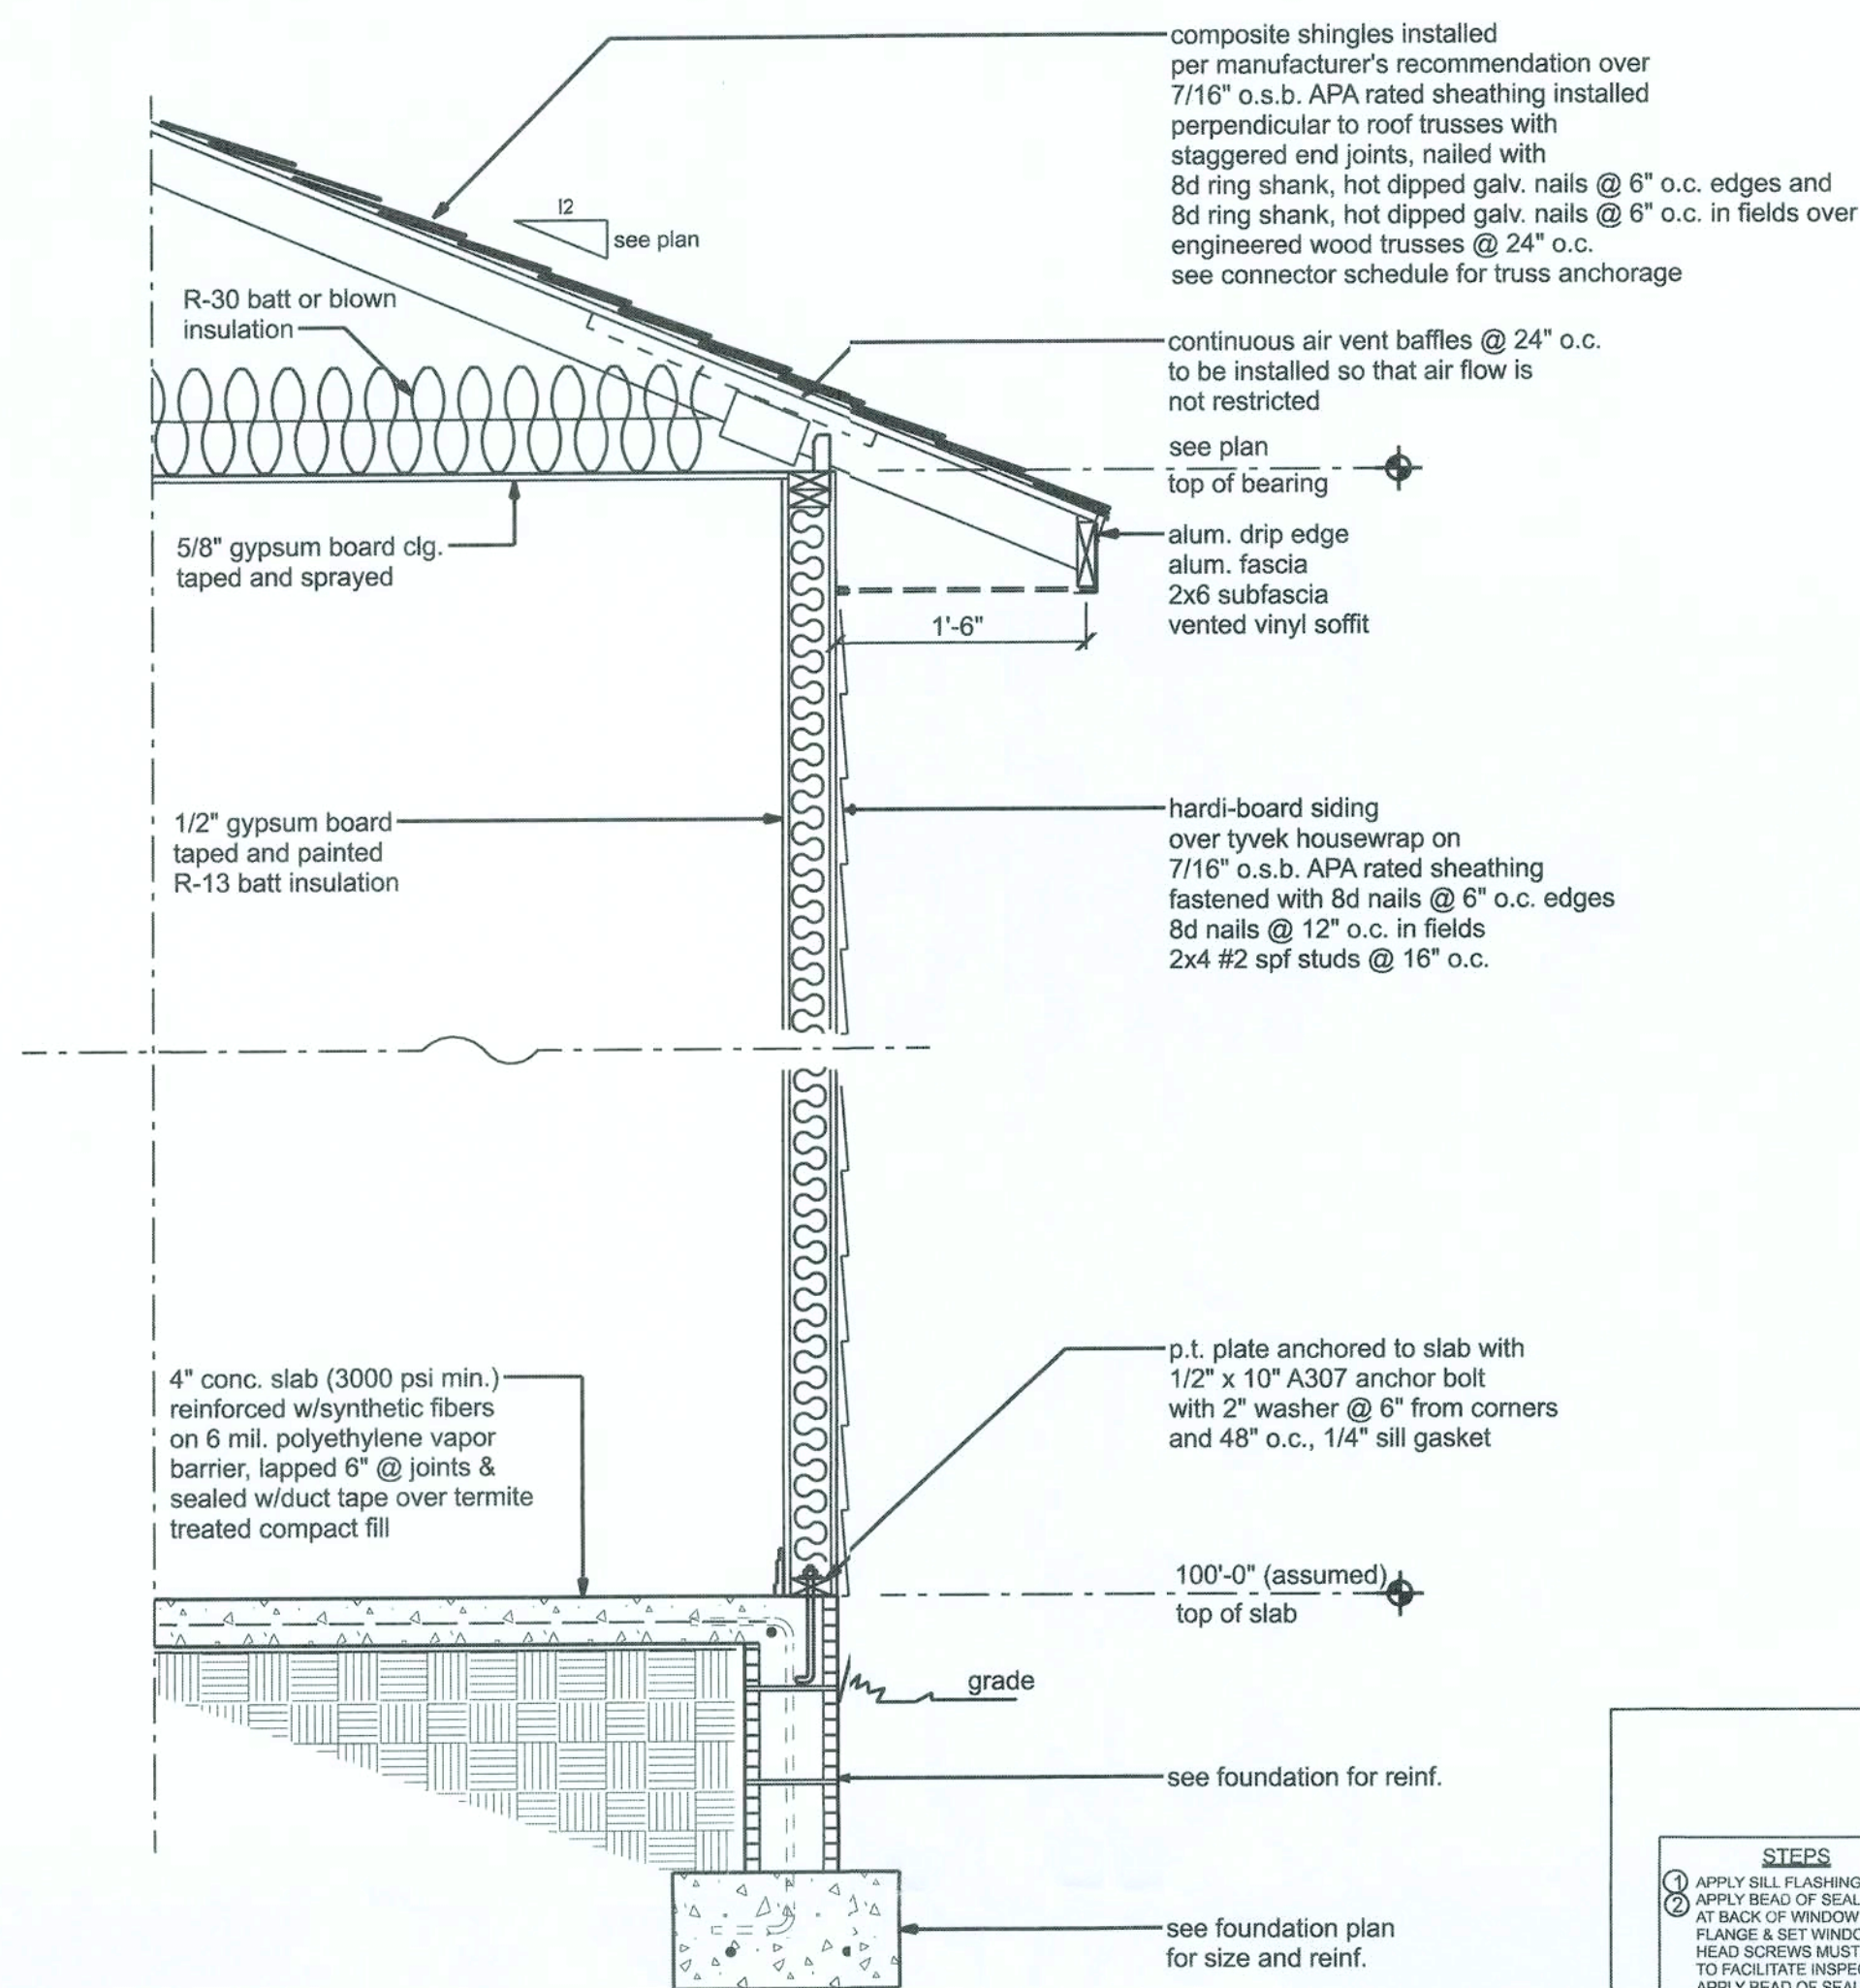 composite shingles installed
per manufacturer's recommendation over
7/16" o.s.b. APA rated sheathing installed
perpendicular to roof trusses with
staggered end joints, nailed with
8d ring shank, hot dipped galv. nails @ 6" o.c. edges and
8d ring shank, hot dipped galv. nails @ 6" o.c. in fields over
engineered wood trusses @ 24" o.c.
see connector schedule for truss anchorage
12
see plan
R-30 batt or blown
insulation
continuous air vent baffles @ 24" o.c.
to be installed so that air flow is
not restricted
see plan
top of bearing
5/8" gypsum board clg.
taped and sprayed
alum. drip edge
alum. fascia
2x6 subfascia
vented vinyl soffit
1'-6"
1/2" gypsum board
taped and painted
R-13 batt insulation
hardi-board siding
over tyvek housewrap on
7/16" o.s.b. APA rated sheathing
fastened with 8d nails @ 6" o.c. edges
8d nails @ 12" o.c. in fields
2x4 #2 spf studs @ 16" o.c.
4" conc. slab (3000 psi min.)
reinforced w/synthetic fibers
on 6 mil. polyethylene vapor
barrier, lapped 6" @ joints &
sealed w/duct tape over termite
treated compact fill
p.t. plate anchored to slab with
1/2" x 10" A307 anchor bolt
with 2" washer @ 6" from corners
and 48" o.c., 1/4" sill gasket
100'-0" (assumed)
top of slab
grade
see foundation for reinf.
see foundation plan
for size and reinf.
STEPS
1 APPLY SILL FLASHING
2 APPLY BEAD OF SEAL
AT BACK OF WINDOW
FLANGE & SET WINDO
HEAD SCREWS MUST
TO FACILITATE INSPE
APPLY BEAD OF SEAL